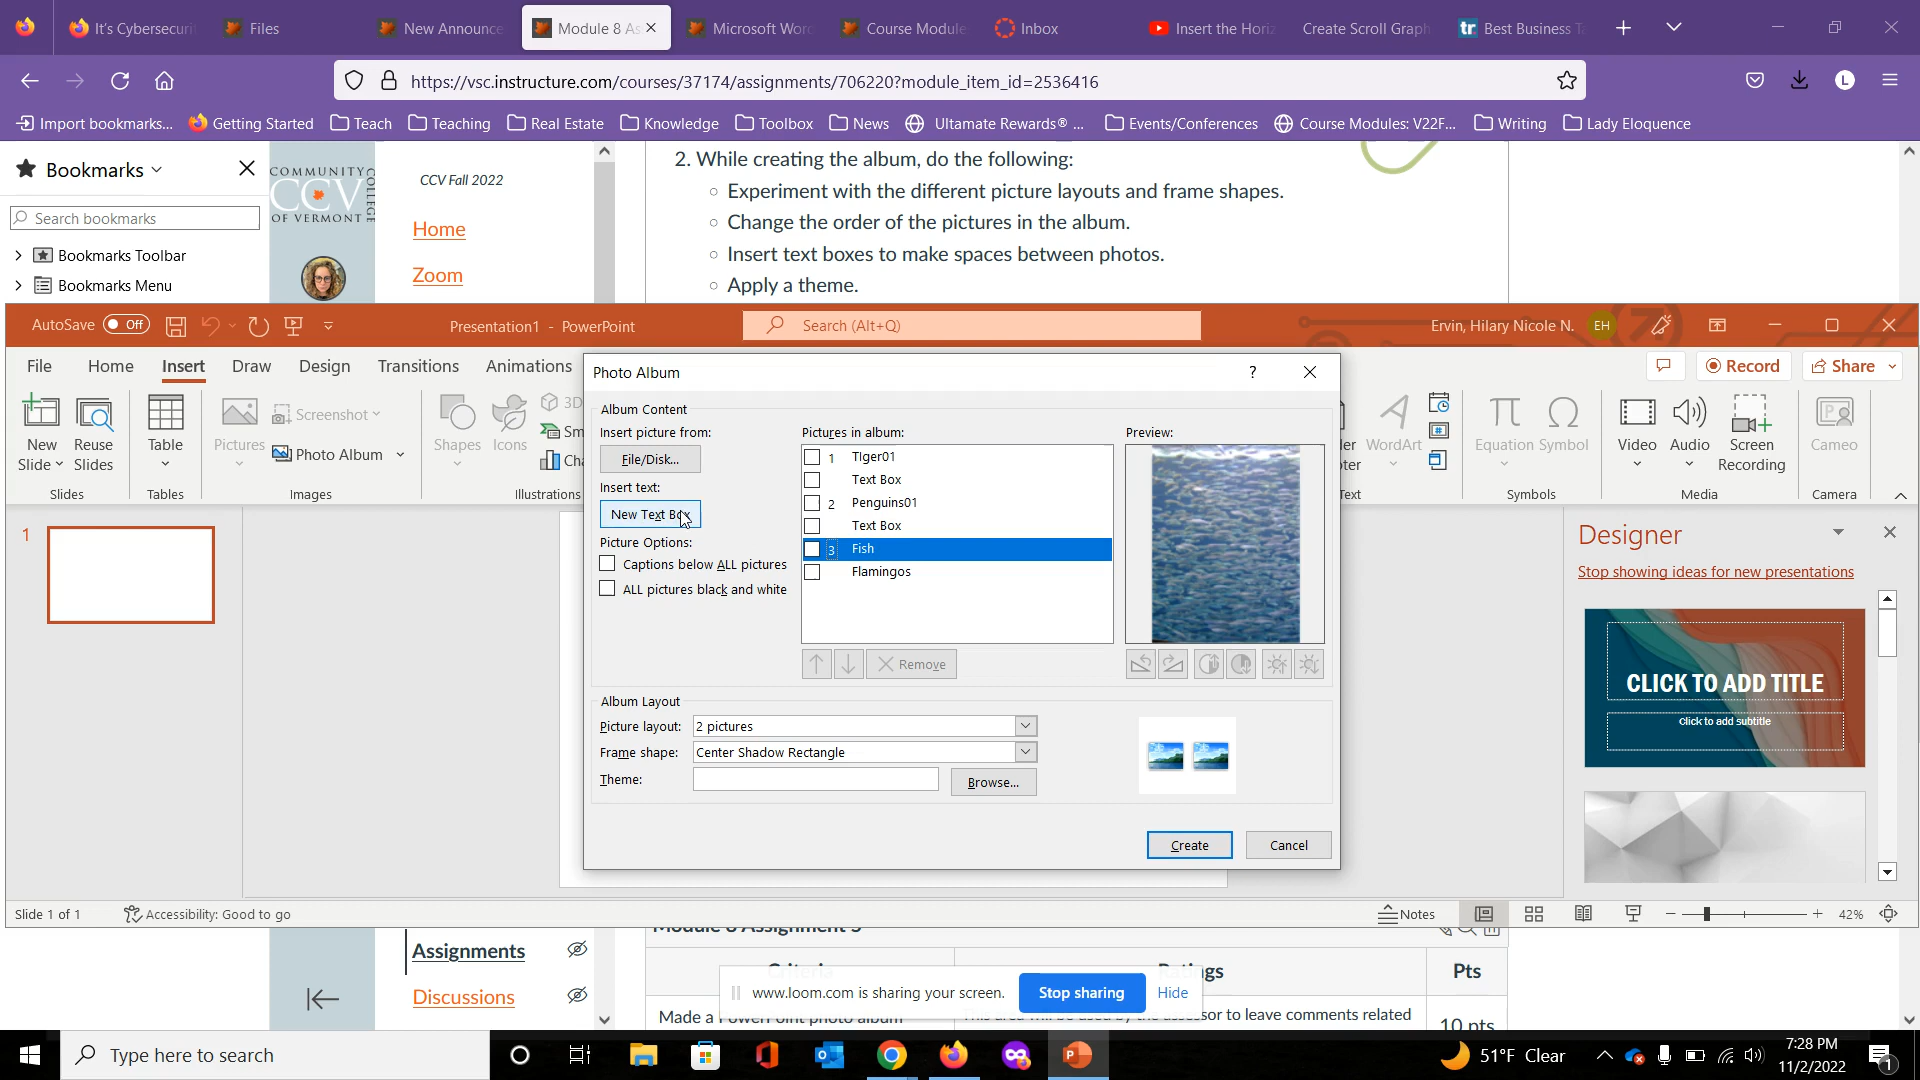 It's Cybersecuri
Files
New Announce
Module 8 As
Microsoft Word
Course Module
Inbox
Insert the Horiz
Create Scroll Graph
Best Business T
https://vsc.instructure.com/courses/37174/assignments/706220?module_item_id=2536416
L
Import bookmarks...
Getting Started
Teach
Teaching
Real Estate
Knowledge
Toolbox
News
Ultamate Rewards® ...
Events/Conferences
Course Modules: V22F...
Writing
Lady Eloquence
Bookmarks
Search bookmarks
Bookmarks Toolbar
Bookmarks Menu
COMMUNITY
COLLEGE
CCV
OF VERMONT
CCV Fall 2022
Home
Zoom
2. While creating the album, do the following:
Experiment with the different picture layouts and frame shapes.
Change the order of the pictures in the album.
Insert text boxes to make spaces between photos.
Apply a theme.
AutoSave
Off
Presentation1 - PowerPoint
Search (Alt+Q)
Ervin, Hilary Nicole N.
EH
File
Home
Insert
Draw
Design
Transitions
Animations
Record
Share
New
Slide
Reuse
Slides
Slides
Table
Tables
Pictures
Screenshot
Photo Album
Images
Shapes
Icons
3D
Sm
Cha
Illustrations
WordArt
Text
Equation
Symbol
Symbols
Video
Audio
Screen
Recording
Media
Cameo
Camera
Photo Album
?
Album Content
Insert picture from:
File/Disk...
Insert text:
New Text Box
Picture Options:
Captions below ALL pictures
ALL pictures black and white
Pictures in album:
1 TIger01
Text Box
2 Penguins01
Text Box
3 Fish
Flamingos
Remove
Preview:
Album Layout
Picture layout:
2 pictures
Frame shape:
Center Shadow Rectangle
Theme:
Browse...
Create
Cancel
1
Designer
Stop showing ideas for new presentations
CLICK TO ADD TITLE
Click to add subtitle
Slide 1 of 1
Accessibility: Good to go
Notes
42%
Assignments
Discussions
Criteria
Ratings
Pts
www.loom.com is sharing your screen.
Stop sharing
Hide
Made a PowerPoint photo album
10 pts
Type here to search
51°F Clear
7:28 PM
11/2/2022
1